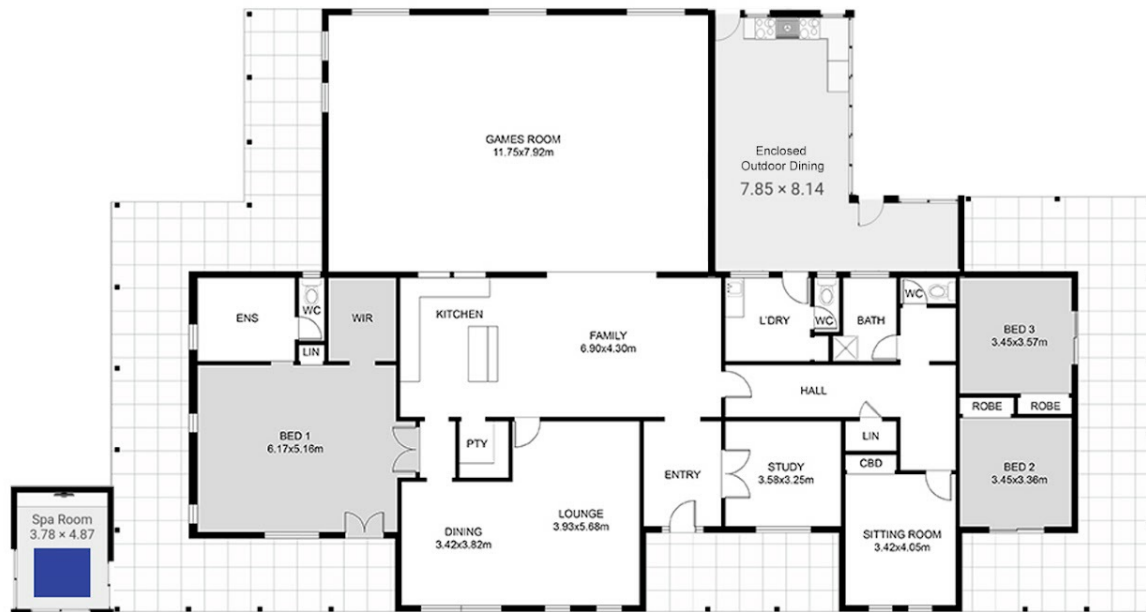 GAMES ROOM
11.75x7.92m
Enclosed
Outdoor Dining
7.85 × 8.14
ENS
WC
WIR
LIN
KITCHEN
FAMILY
6.90x4.30m
L'DRY
WC
BATH
WC
BED 3
3.45x3.57m
HALL
ROBE
ROBE
BED 1
6.17x5.16m
PTY
LIN
CBD
ENTRY
STUDY
3.58x3.25m
BED 2
3.45x3.36m
LOUNGE
3.93x5.68m
DINING
3.42x3.82m
SITTING ROOM
3.42x4.05m
Spa Room
3.78 × 4.87